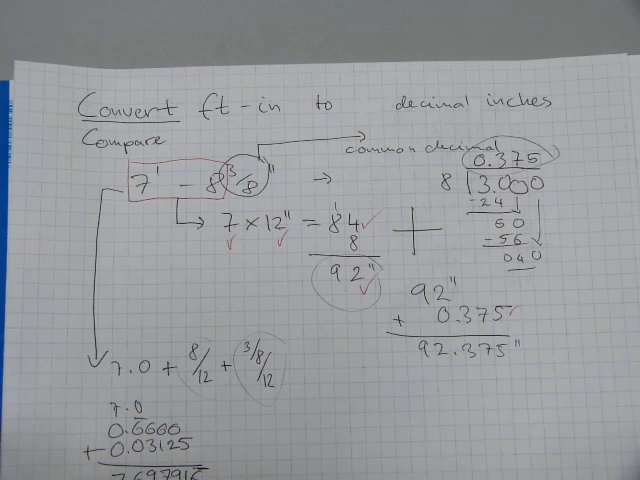 Convert ft-in to decimal inches
Compare
common decimal
7' - 8 3/8" →
0.375
8 3.000
-24
60
-56
040
7 x 12" = 84
8
92"
92"
+ 0.375
92.375"
7.0 + 8/12 + 3/8/12
7.0
0.6660
+ 0.03125